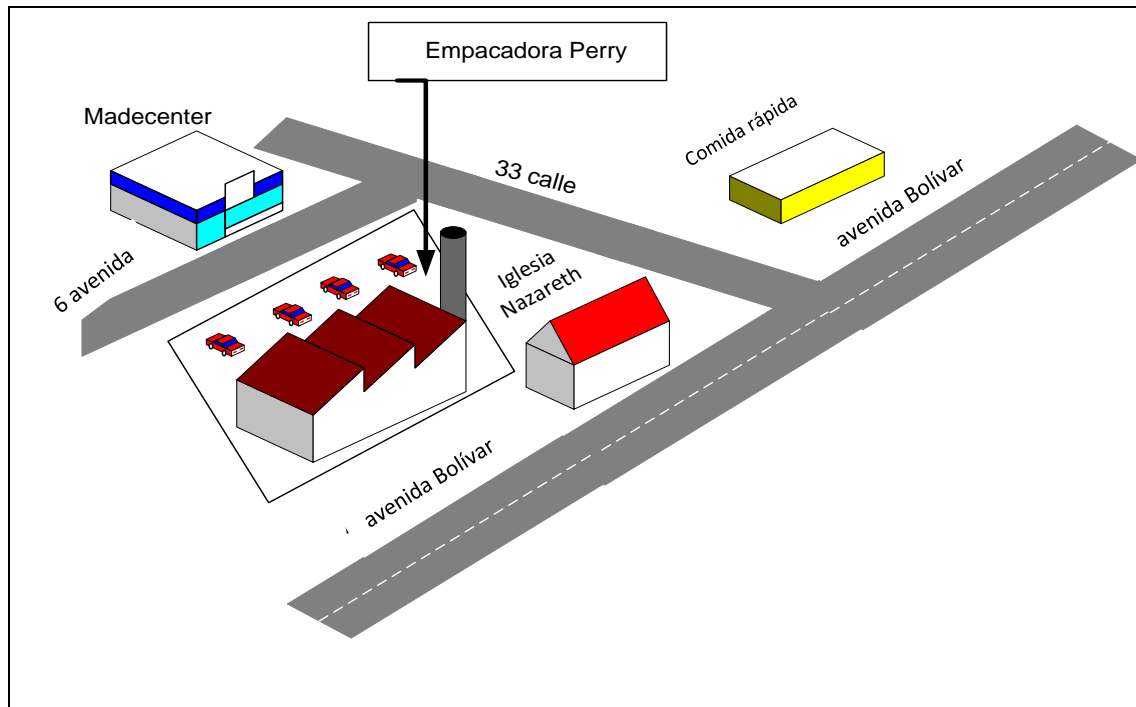 Empacadora Perry
Madecenter
Comida rápida
33 calle
avenida Bolívar
6 avenida
Iglesia
Nazareth
avenida Bolívar